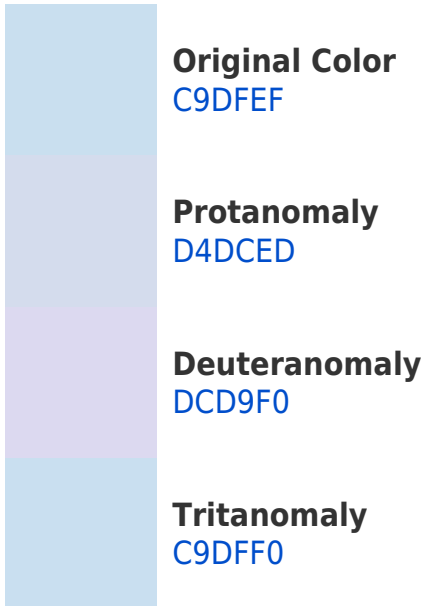 Original Color
C9DFEF
Protanomaly
D4DCED
Deuteranomaly
DCD9F0
Tritanomaly
C9DFF0